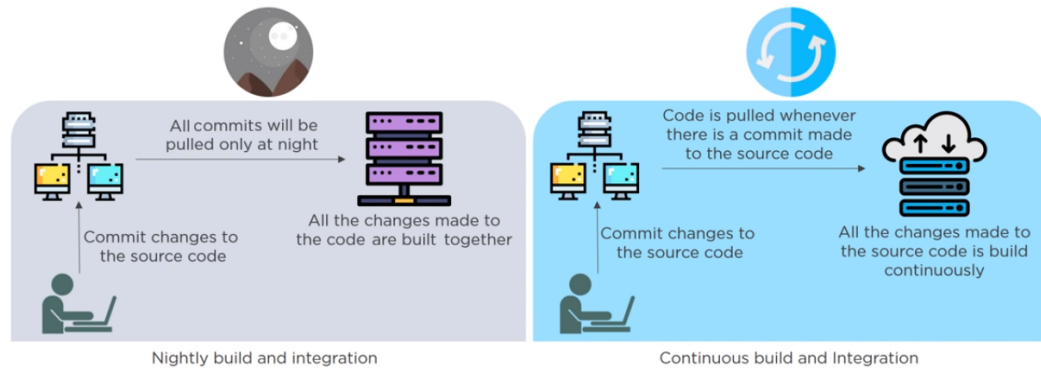 All commits will be
pulled only at night
All the changes made to
the code are built together
Commit changes to
the source code
Nightly build and integration
Code is pulled whenever
there is a commit made
to the source code
All the changes made to
the source code is build
continuously
Commit changes to
the source code
Continuous build and Integration